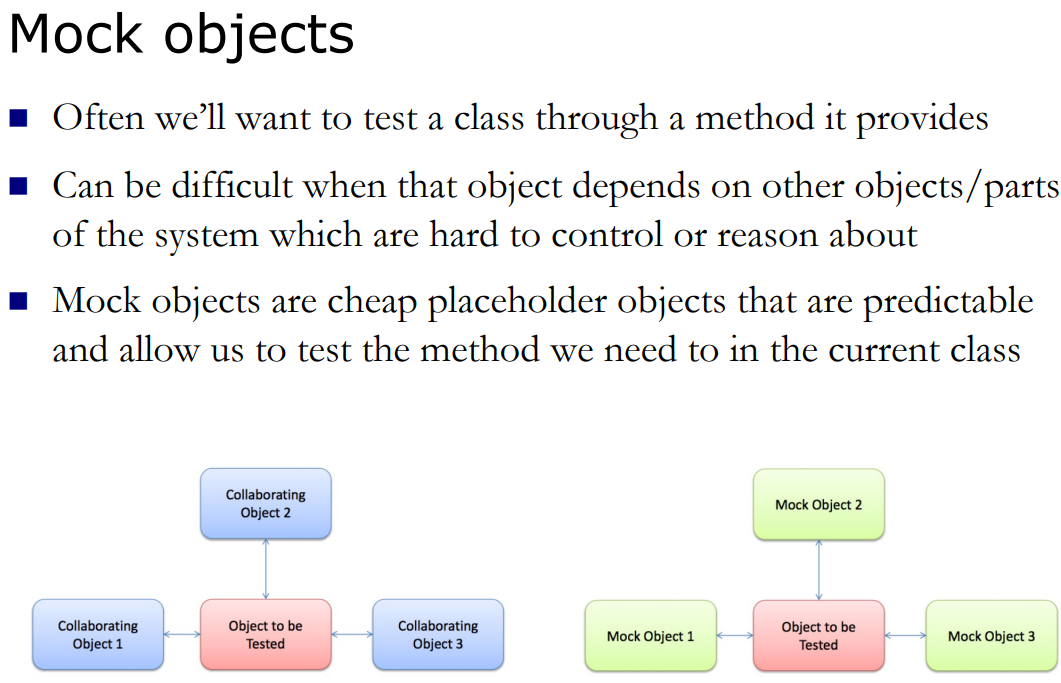 Mock objects
Often we’ll want to test a class through a method it provides
Can be difficult when that object depends on other objects/parts
of the system which are hard to control or reason about
Mock objects are cheap placeholder objects that are predictable
and allow us to test the method we need to in the current class
Collaborating
Object 2
Collaborating
Object 1
Object to be
Tested
Collaborating
Object 3
Mock Object 2
Mock Object 1
Object to be
Tested
Mock Object 3